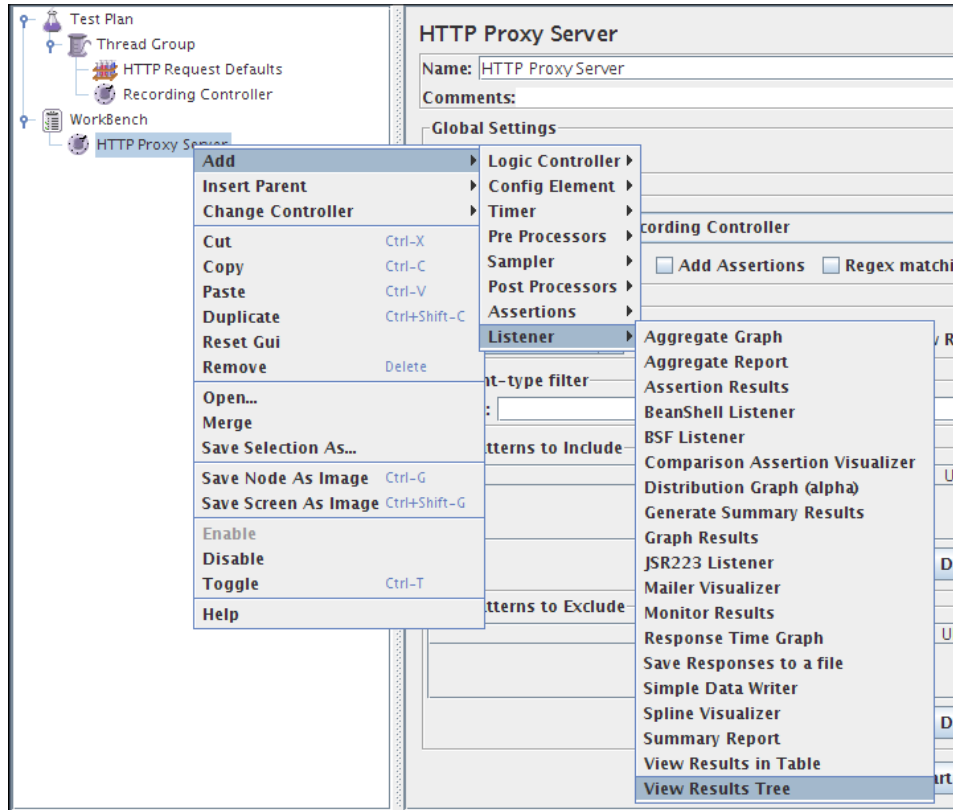 Test Plan
Thread Group
HTTP Request Defaults
Recording Controller
WorkBench
HTTP Proxy Server
HTTP Proxy Server
Name: HTTP Proxy Server
Comments:
Global Settings
Add
Insert Parent
Change Controller
Cut Ctrl-X
Copy Ctrl-C
Paste Ctrl-V
Duplicate Ctrl+Shift-C
Reset Gui
Remove Delete
Open...
Merge
Save Selection As...
Save Node As Image Ctrl-G
Save Screen As Image Ctrl+Shift-G
Enable
Disable
Toggle Ctrl-T
Help
Logic Controller
Config Element
Timer
Pre Processors
Sampler
Post Processors
Assertions
Listener
cording Controller
Add Assertions Regex matchi
nt-type filter
:
tterns to Include
tterns to Exclude
Aggregate Graph
Aggregate Report
Assertion Results
BeanShell Listener
BSF Listener
Comparison Assertion Visualizer
Distribution Graph (alpha)
Generate Summary Results
Graph Results
JSR223 Listener
Mailer Visualizer
Monitor Results
Response Time Graph
Save Responses to a file
Simple Data Writer
Spline Visualizer
Summary Report
View Results in Table
View Results Tree
R
U
D
U
D
art